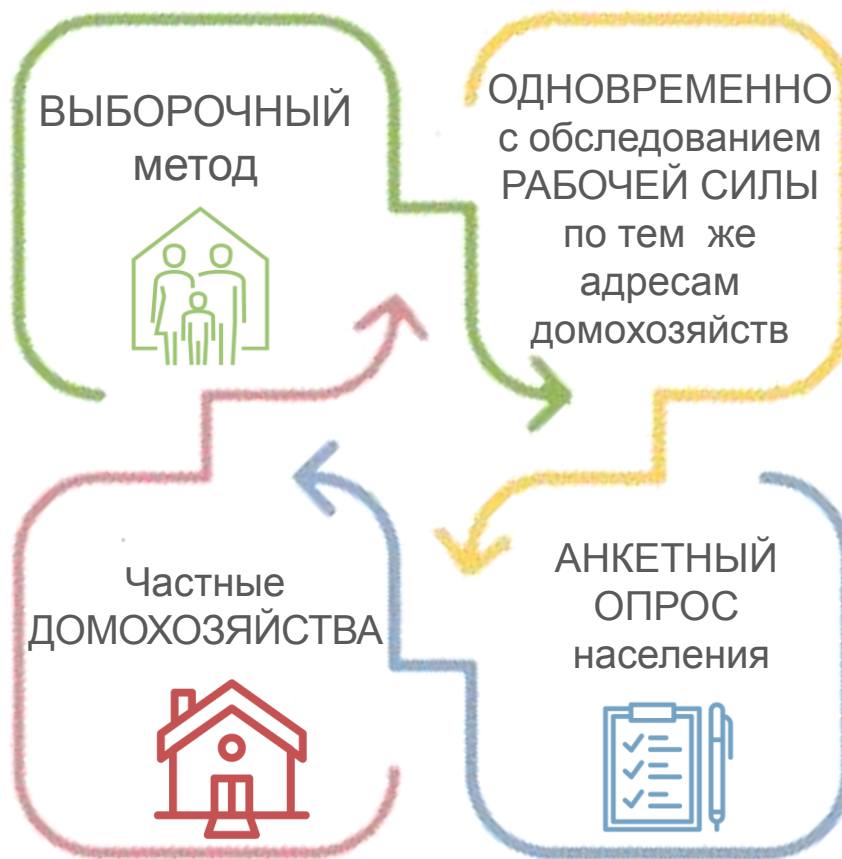 ВЫБОРОЧНЫЙ
метод
ОДНОВРЕМЕННО
с обследованием
РАБОЧЕЙ СИЛЫ
по тем же
адресам
домохозяйств
Частные
ДОМОХОЗЯЙСТВА
АНКЕТНЫЙ
ОПРОС
населения